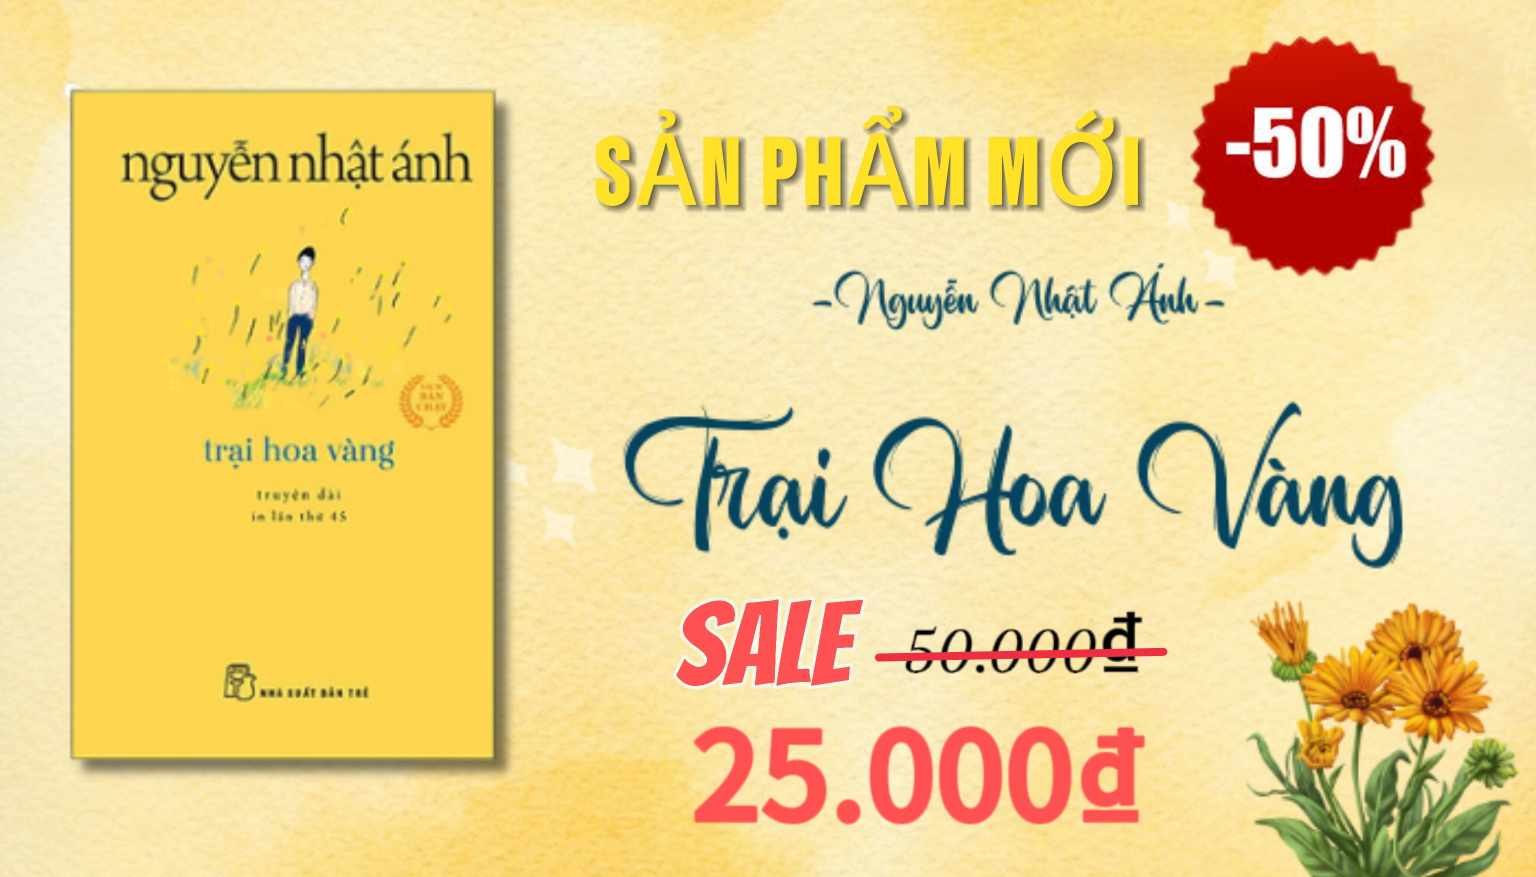 nguyễn nhật ánh
trại hoa vàng
truyện dài
in lần thứ 45
NHÀ XUẤT BẢN TRẺ
SẢN PHẨM MỚI
-50%
-Nguyễn Nhật Ánh-
Trại Hoa Vàng
SALE 50.000₫
25.000₫